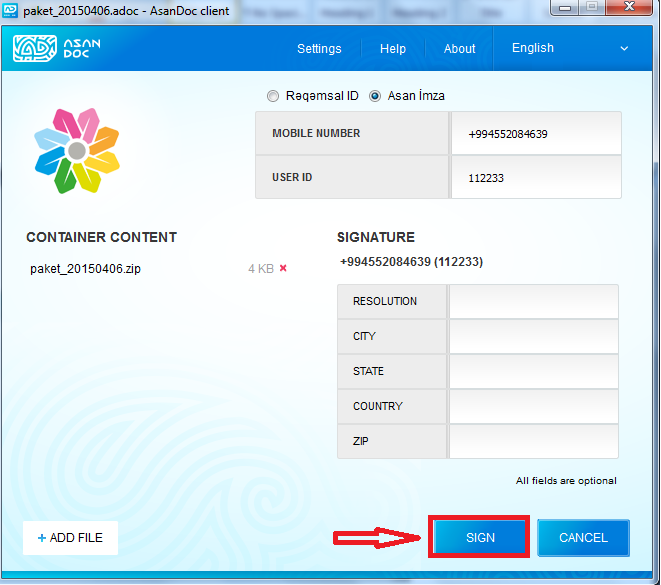 paket_20150406.adoc - AsanDoc client
ASAN DOC
Settings Help About English
Rəqəmsal ID Asan İmza
MOBILE NUMBER +994552084639
USER ID 112233
CONTAINER CONTENT
paket_20150406.zip 4 KB
SIGNATURE
+994552084639 (112233)
RESOLUTION
CITY
STATE
COUNTRY
ZIP
All fields are optional
+ ADD FILE
SIGN
CANCEL